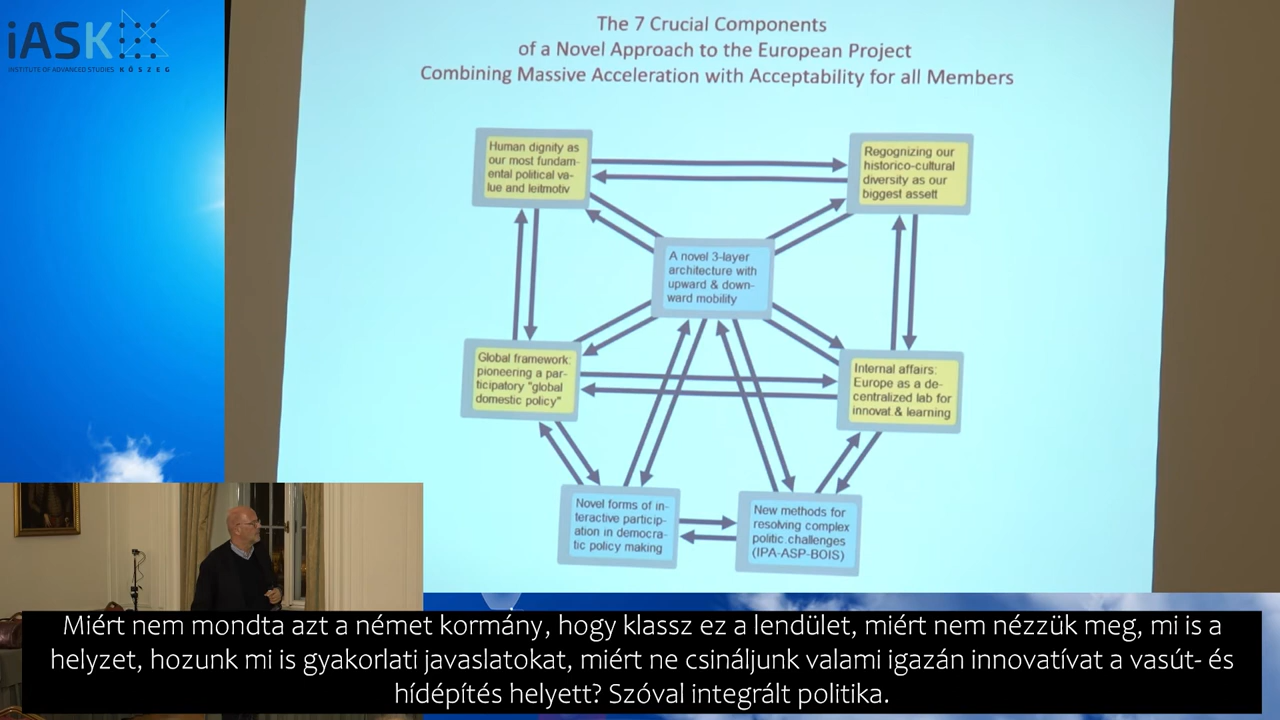 iASK
INSTITUTE OF ADVANCED STUDIES KŐSZEG
The 7 Crucial Components
of a Novel Approach to the European Project
Combining Massive Acceleration with Acceptability for all Members
Human dignity as
our most fundam-
ental political va-
lue and leitmotiv
Regognizing our
historico-cultural
diversity as our
biggest assett
A novel 3-layer
architecture with
upward & down-
ward mobility
Global framework:
pioneering a par-
ticipatory "global
domestic policy"
Internal affairs:
Europe as a de-
centralized lab for
innovat.& learning
Novel forms of in-
teractive particip-
ation in democra-
tic policy making
New methods for
resolving complex
politic.challenges
(IPA-ASP-BOIS)
Miért nem mondta azt a német kormány, hogy klassz ez a lendület, miért nem nézzük meg, mi is a
helyzet, hozunk mi is gyakorlati javaslatokat, miért ne csináljunk valami igazán innovatívat a vasút- és
hídépítés helyett? Szóval integrált politika.